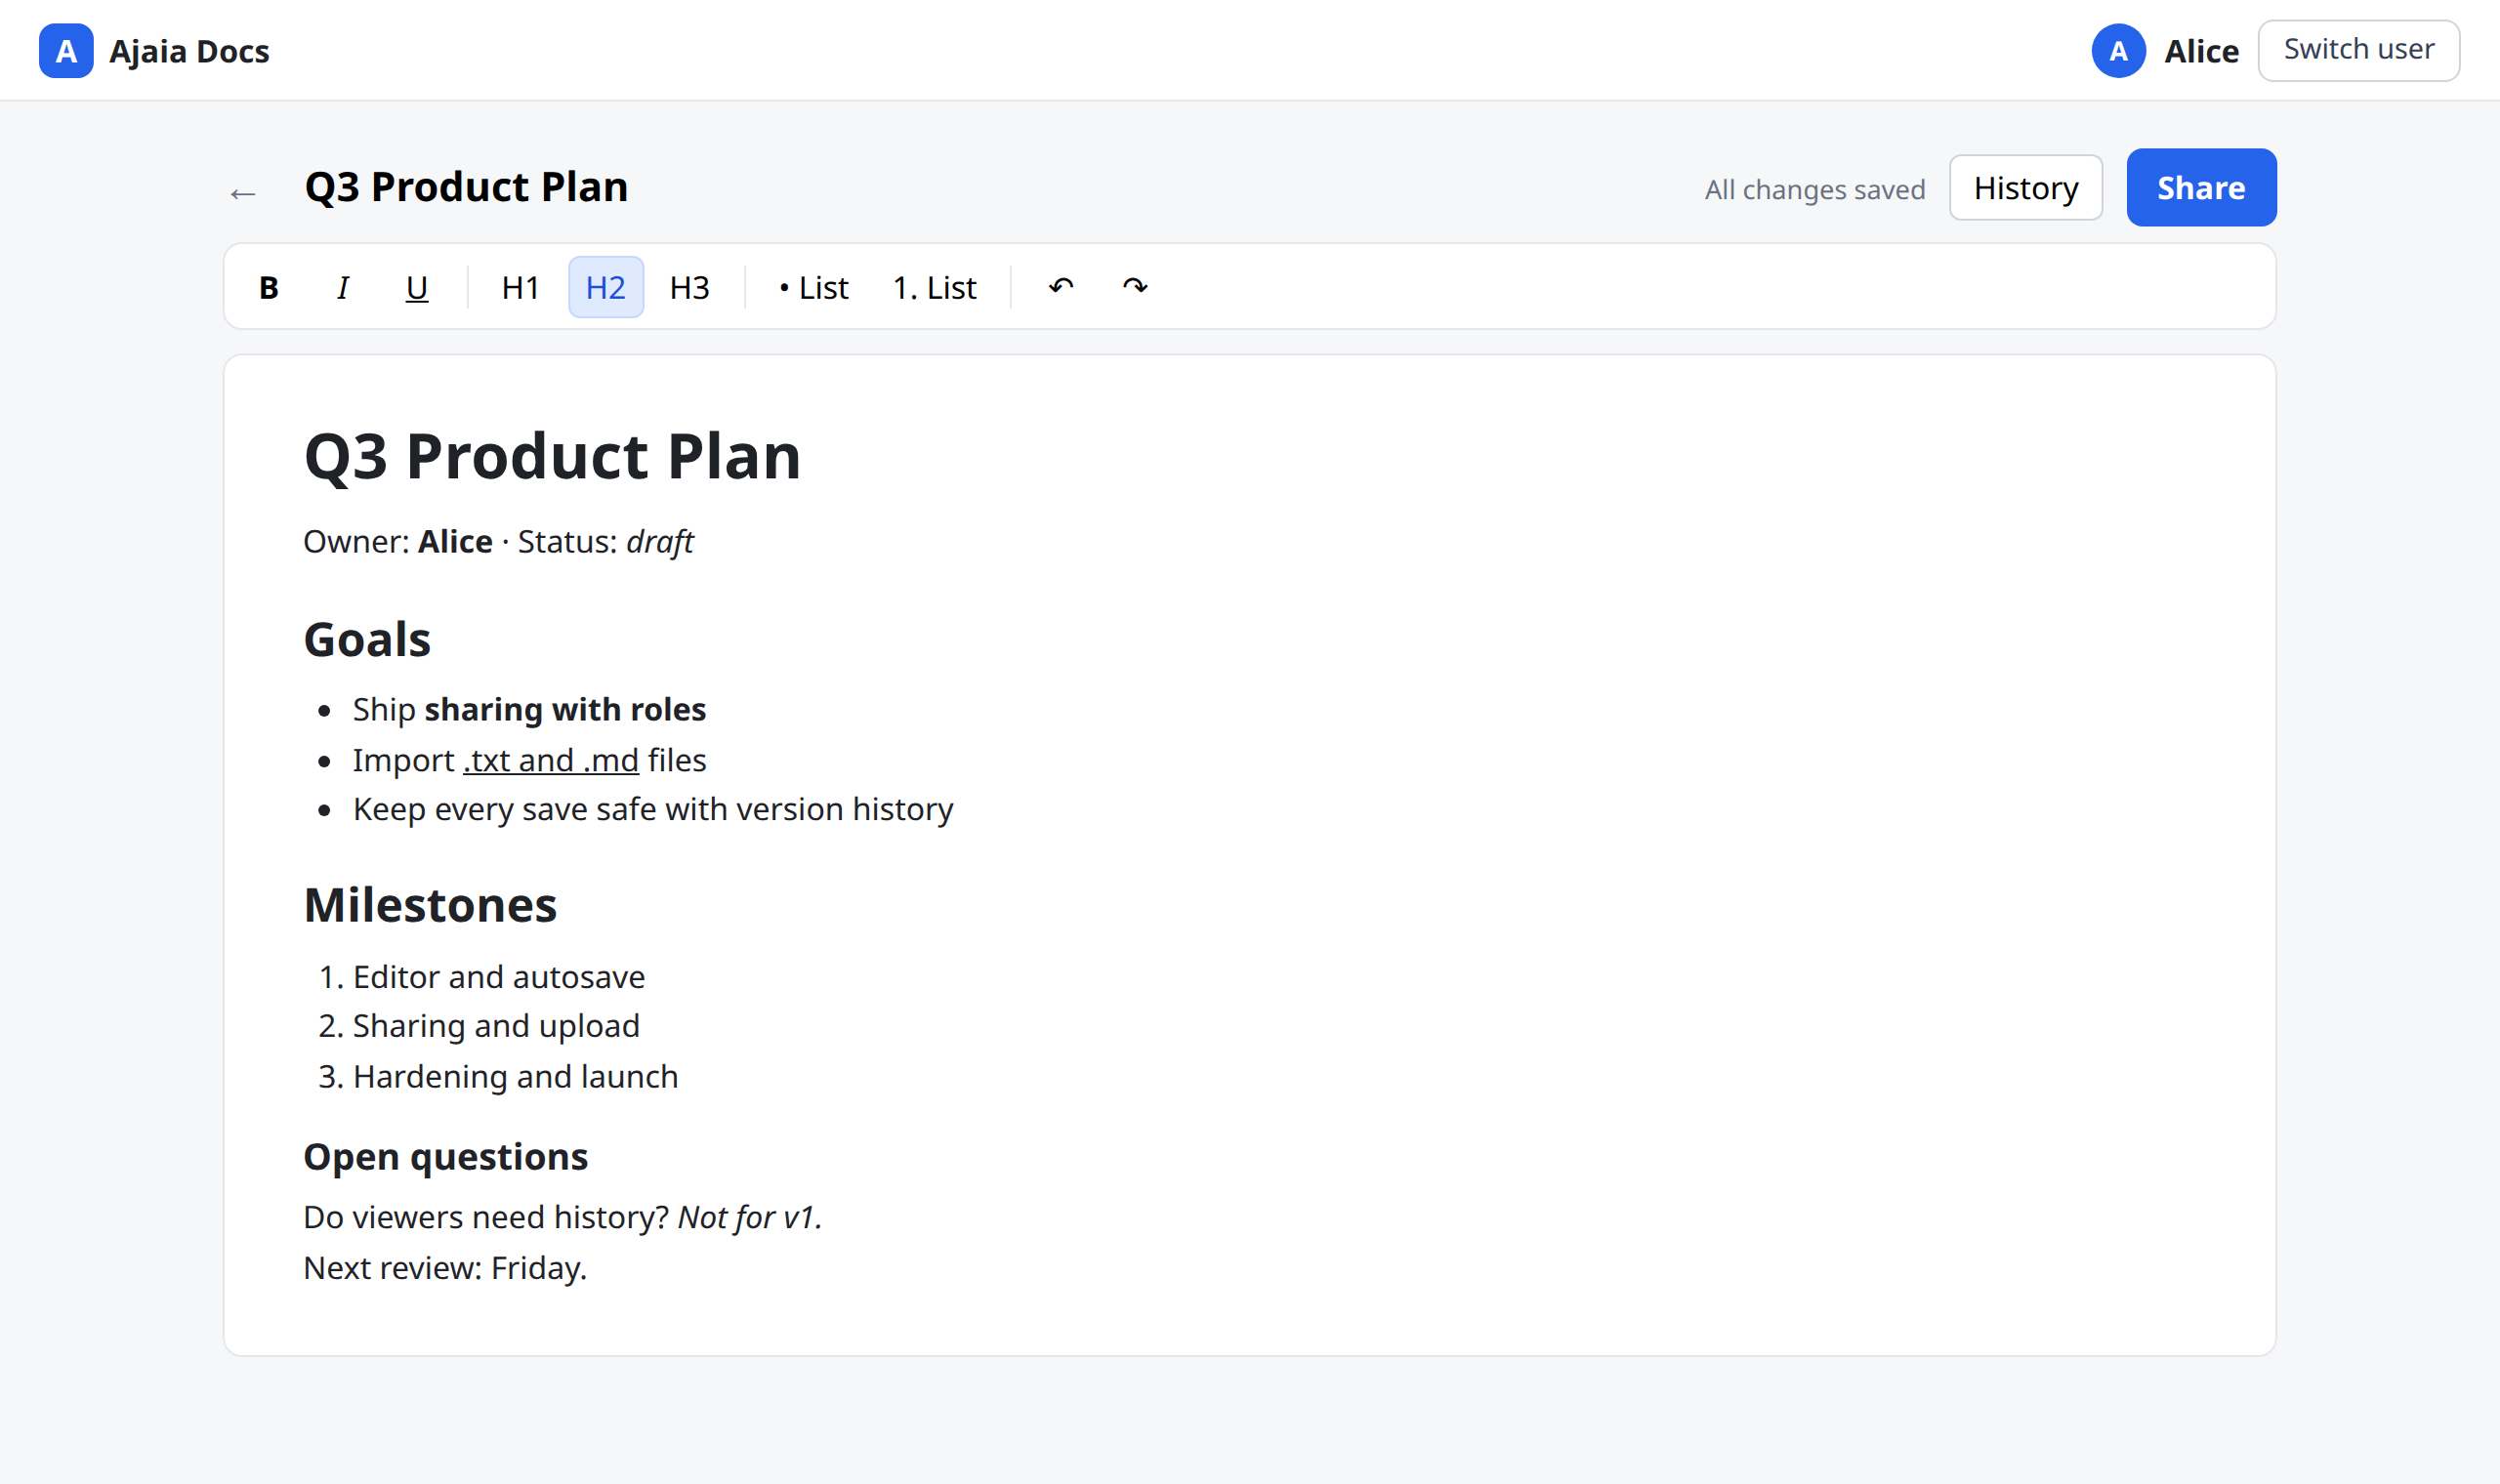 A Ajaia Docs A Alice Switch user
← Q3 Product Plan All changes saved History Share
B I U H1 H2 H3 • List 1. List ↶ ↷
Q3 Product Plan
Owner: Alice · Status: draft
Goals
• Ship sharing with roles
• Import .txt and .md files
• Keep every save safe with version history
Milestones
1. Editor and autosave
2. Sharing and upload
3. Hardening and launch
Open questions
Do viewers need history? Not for v1.
Next review: Friday.